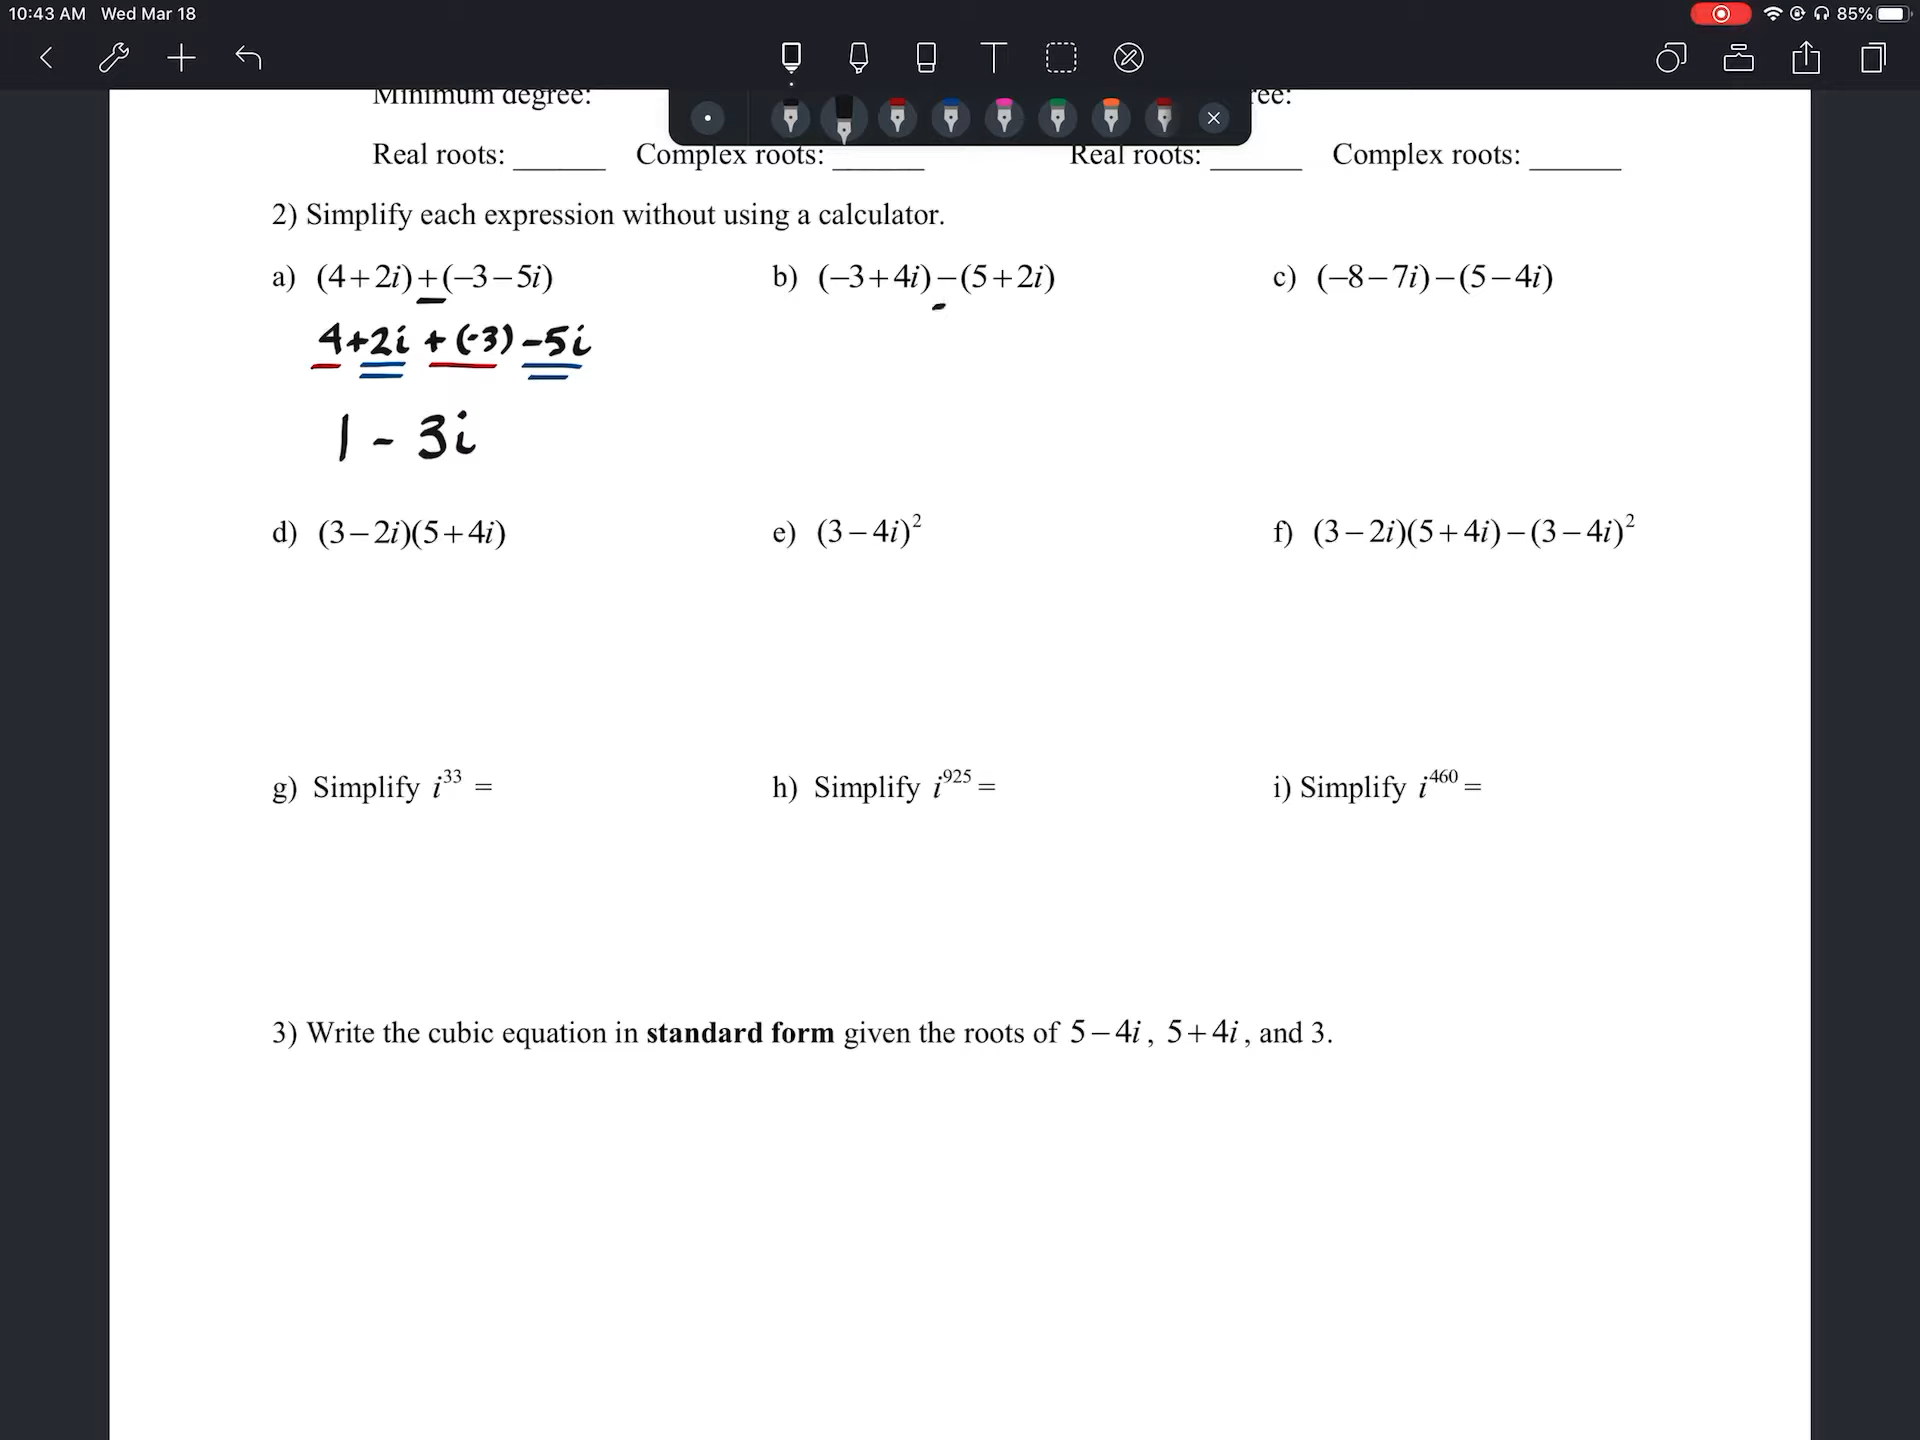 10:43 AM Wed Mar 18 85%
Minimum degree: ree:
Real roots: ______ Complex roots: ______ Real roots: ______ Complex roots: ______
2) Simplify each expression without using a calculator.
a) (4+2i)+(−3−5i) b) (−3+4i)−(5+2i) c) (−8−7i)−(5−4i)
4+2i +(-3) -5i
1 - 3i
d) (3−2i)(5+4i) e) (3−4i)² f) (3−2i)(5+4i)−(3−4i)²
g) Simplify i³³ = h) Simplify i⁹²⁵ = i) Simplify i⁴⁶⁰ =
3) Write the cubic equation in standard form given the roots of 5−4i, 5+4i, and 3.